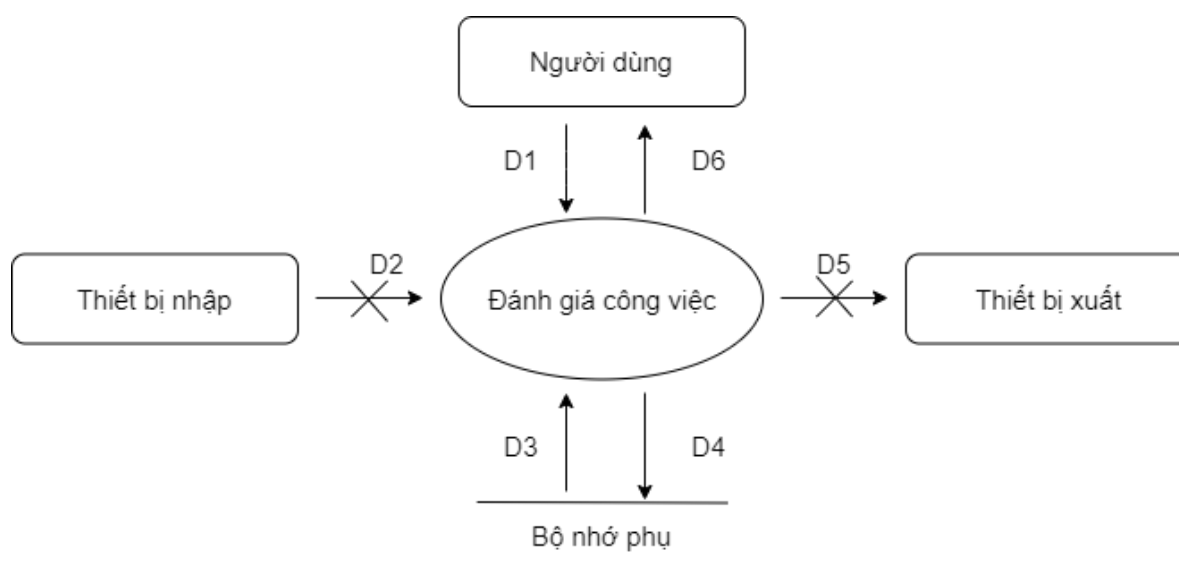 Người dùng
D1
D6
D2
D5
Thiết bị nhập
Đánh giá công việc
Thiết bị xuất
D3
D4
Bộ nhớ phụ